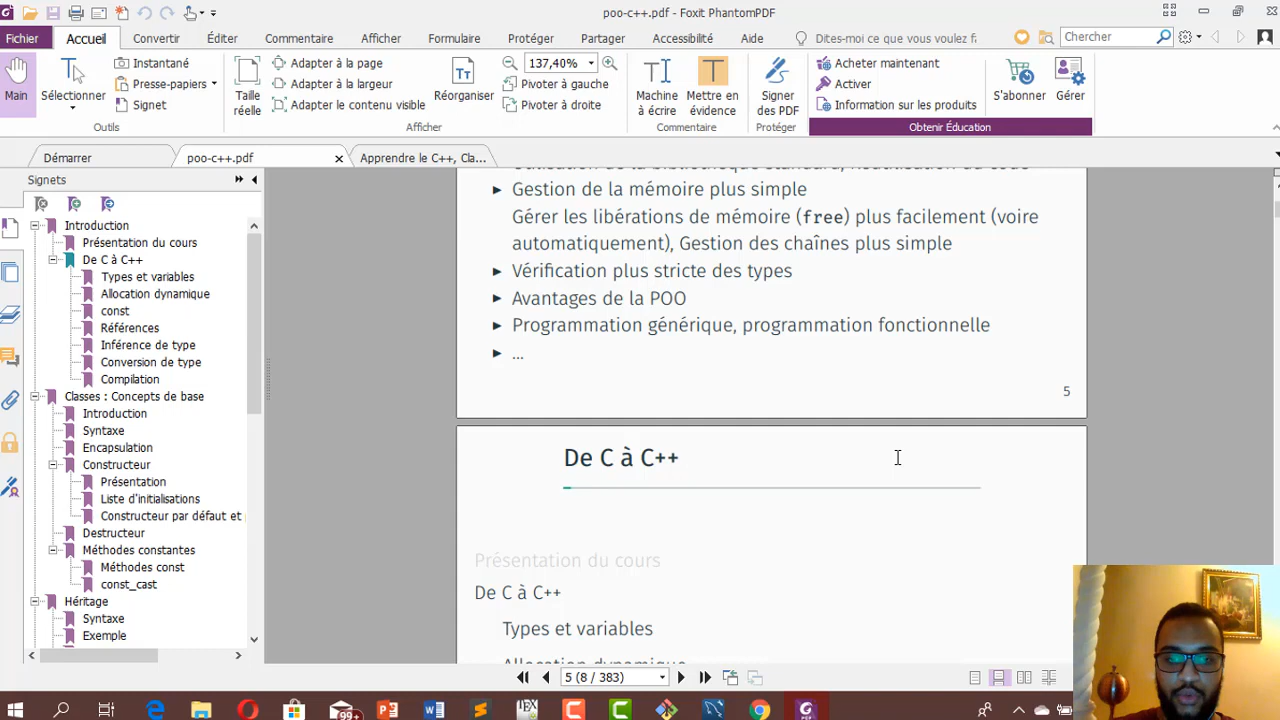 poo-c++.pdf - Foxit PhantomPDF
Fichier Accueil Convertir Éditer Commentaire Afficher Formulaire Protéger Partager Accessibilité Aide Dites-moi ce que vous voulez f Chercher
Main
Sélectionner
Instantané
Presse-papiers
Signet
Outils
Taille
réelle
Adapter à la page
Adapter à la largeur
Adapter le contenu visible
Réorganiser
137,40%
Pivoter à gauche
Pivoter à droite
Afficher
Machine
à écrire
Mettre en
évidence
Commentaire
Signer
des PDF
Protéger
Acheter maintenant
Activer
Information sur les produits
S'abonner
Gérer
Obtenir Éducation
Démarrer
poo-c++.pdf
Apprendre le C++, Cla...
Signets
Introduction
Présentation du cours
De C à C++
Types et variables
Allocation dynamique
const
Références
Inférence de type
Conversion de type
Compilation
Classes : Concepts de base
Introduction
Syntaxe
Encapsulation
Constructeur
Présentation
Liste d'initialisations
Constructeur par défaut et
Destructeur
Méthodes constantes
Méthodes const
const_cast
Héritage
Syntaxe
Exemple
► Gestion de la mémoire plus simple
Gérer les libérations de mémoire (free) plus facilement (voire
automatiquement), Gestion des chaînes plus simple
► Vérification plus stricte des types
► Avantages de la POO
► Programmation générique, programmation fonctionnelle
► ...
5
De C à C++
Présentation du cours
De C à C++
Types et variables
Allocation dynamique
5 (8 / 383)
99+